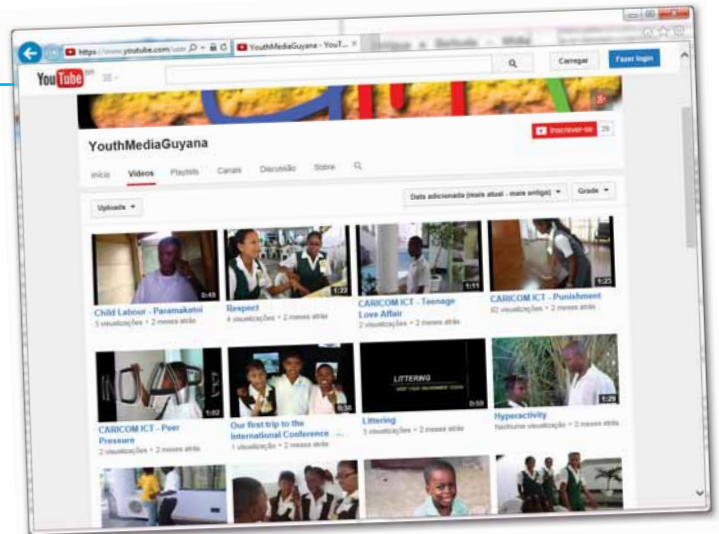 https://www.youtube.com/user
YouthMediaGuyana - YouT...
YouTube BR
Carregar
Fazer login
YouthMediaGuyana
Inscrever-se 29
Início Vídeos Playlists Canais Discussão Sobre
Uploads
Data adicionada (mais atual - mais antiga)
Grade
0:43
1:22
1:11
1:25
Child Labour - Paramakatoi
3 visualizações • 2 meses atrás
Respect
4 visualizações • 2 meses atrás
CARICOM ICT - Teenage
Love Affair
2 visualizações • 2 meses atrás
CARICOM ICT - Punishment
82 visualizações • 2 meses atrás
1:02
0:36
LITTERING
0:59
1:29
CARICOM ICT - Peer
Pressure
2 visualizações • 2 meses atrás
Our first trip to the
International Conference ...
1 visualização • 2 meses atrás
Littering
3 visualizações • 2 meses atrás
Hyperactivity
Nenhuma visualização • 2 meses atrás